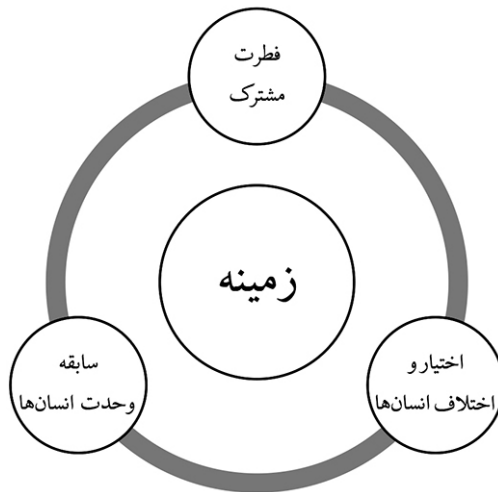 فطرت
مشترک
زمینه
اختیار و
اختلاف انسان‌ها
سابقه
وحدت انسان‌ها